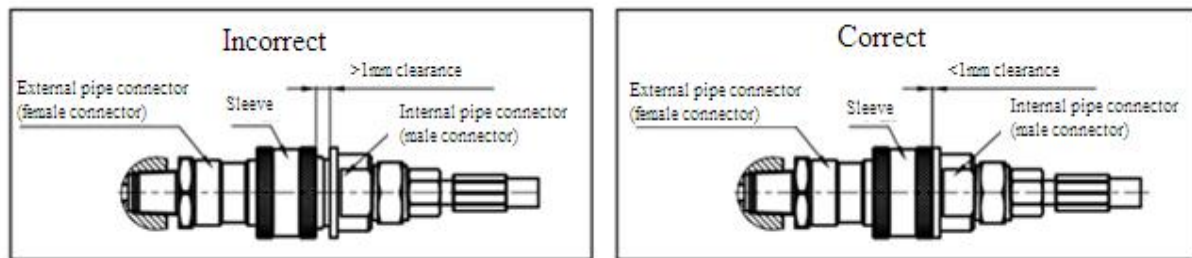 Incorrect
>1mm clearance
External pipe connector
(female connector)
Sleeve
Internal pipe connector
(male connector)
Correct
<1mm clearance
External pipe connector
(female connector)
Sleeve
Internal pipe connector
(male connector)